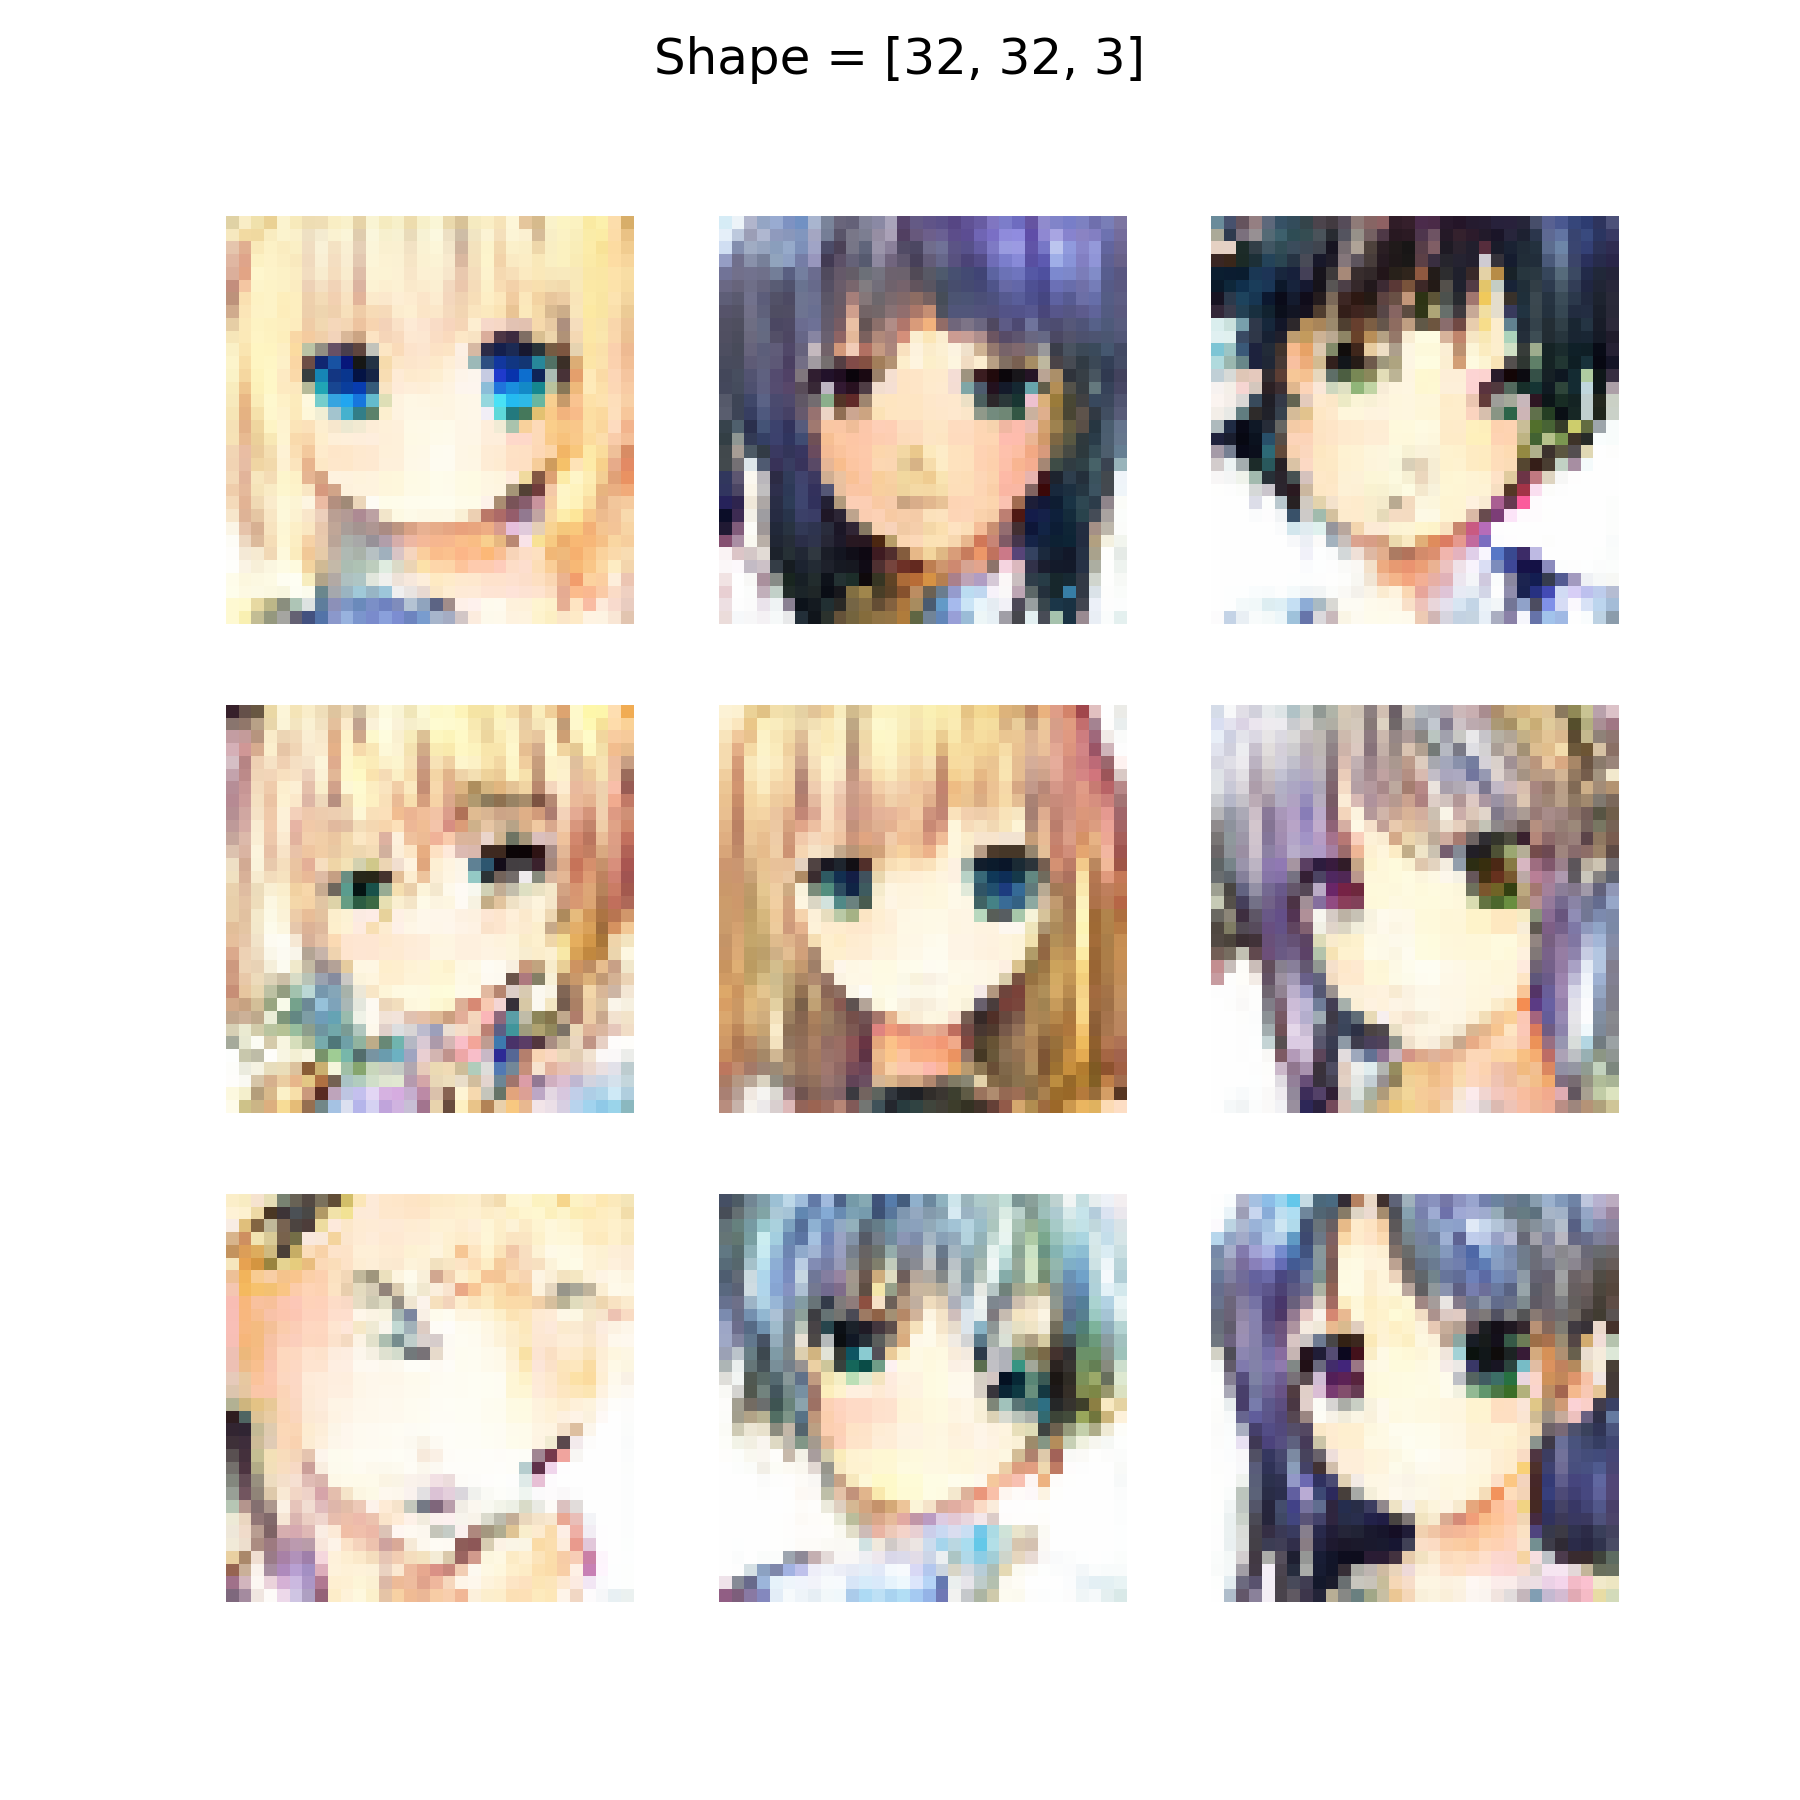 Shape = [32, 32, 3]